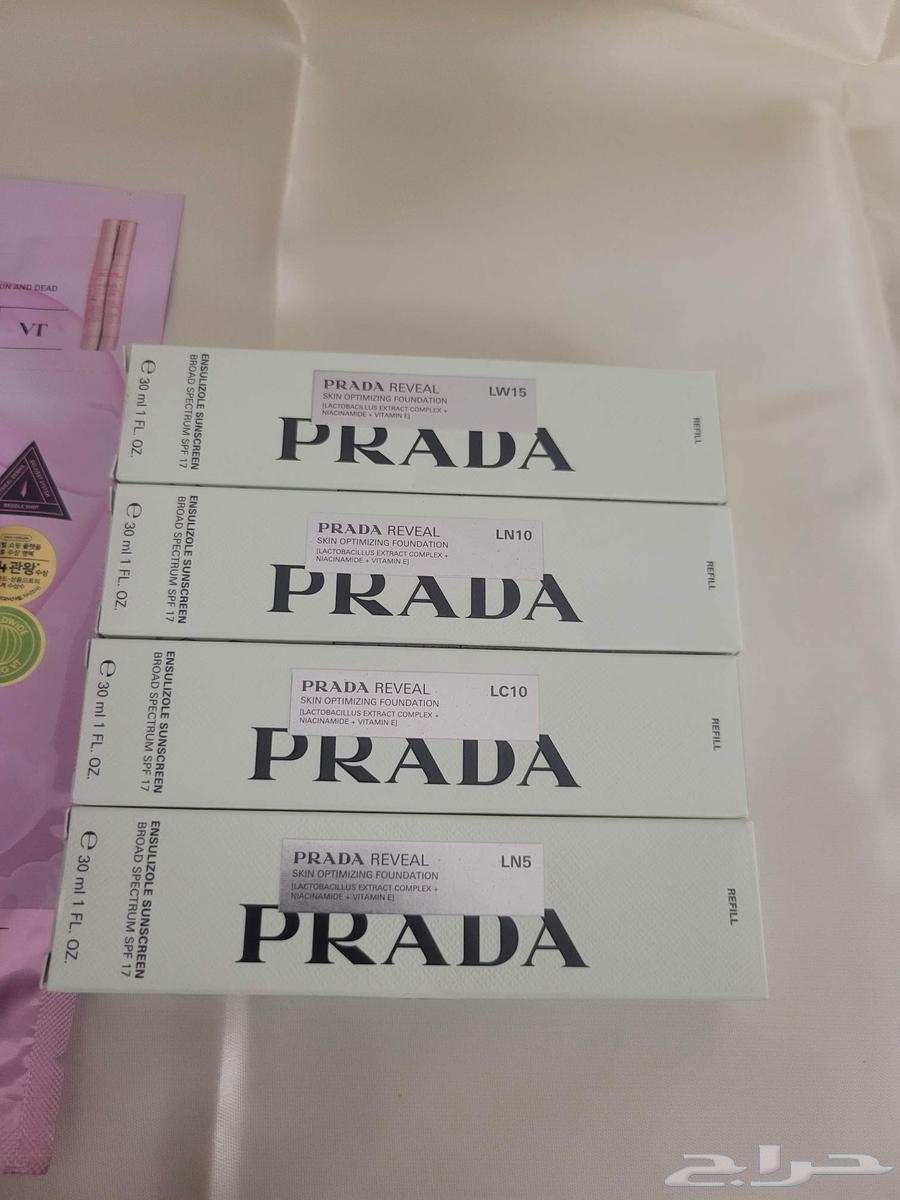 UN AND DEAD
VT
NEEDLE SHOT
PRADA REVEAL
LW15
SKIN OPTIMIZING FOUNDATION
[LACTOBACILLUS EXTRACT COMPLEX +
NIACINAMIDE + VITAMIN E]
PRADA
ENSULIZOLE SUNSCREEN
BROAD SPECTRUM SPF 17
℮ 30 ml 1 FL. OZ.
REFILL
PRADA REVEAL
LN10
SKIN OPTIMIZING FOUNDATION
[LACTOBACILLUS EXTRACT COMPLEX +
NIACINAMIDE + VITAMIN E]
PRADA
ENSULIZOLE SUNSCREEN
BROAD SPECTRUM SPF 17
℮ 30 ml 1 FL. OZ.
REFILL
PRADA REVEAL
LC10
SKIN OPTIMIZING FOUNDATION
[LACTOBACILLUS EXTRACT COMPLEX +
NIACINAMIDE + VITAMIN E]
PRADA
ENSULIZOLE SUNSCREEN
BROAD SPECTRUM SPF 17
℮ 30 ml 1 FL. OZ.
REFILL
PRADA REVEAL
LN5
SKIN OPTIMIZING FOUNDATION
[LACTOBACILLUS EXTRACT COMPLEX +
NIACINAMIDE + VITAMIN E]
PRADA
ENSULIZOLE SUNSCREEN
BROAD SPECTRUM SPF 17
℮ 30 ml 1 FL. OZ.
REFILL
حراج